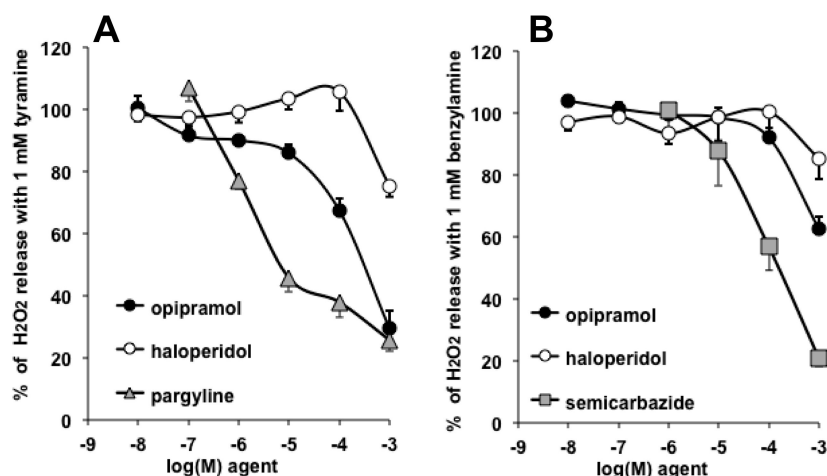 A
% of H2O2 release with 1 mM tyramine
120
100
80
60
40
20
0
-9 -8 -7 -6 -5 -4 -3
log(M) agent
opipramol
haloperidol
pargyline
B
% of H2O2 release with 1 mM benzylamine
120
100
80
60
40
20
0
-9 -8 -7 -6 -5 -4 -3
log(M) agent
opipramol
haloperidol
semicarbazide